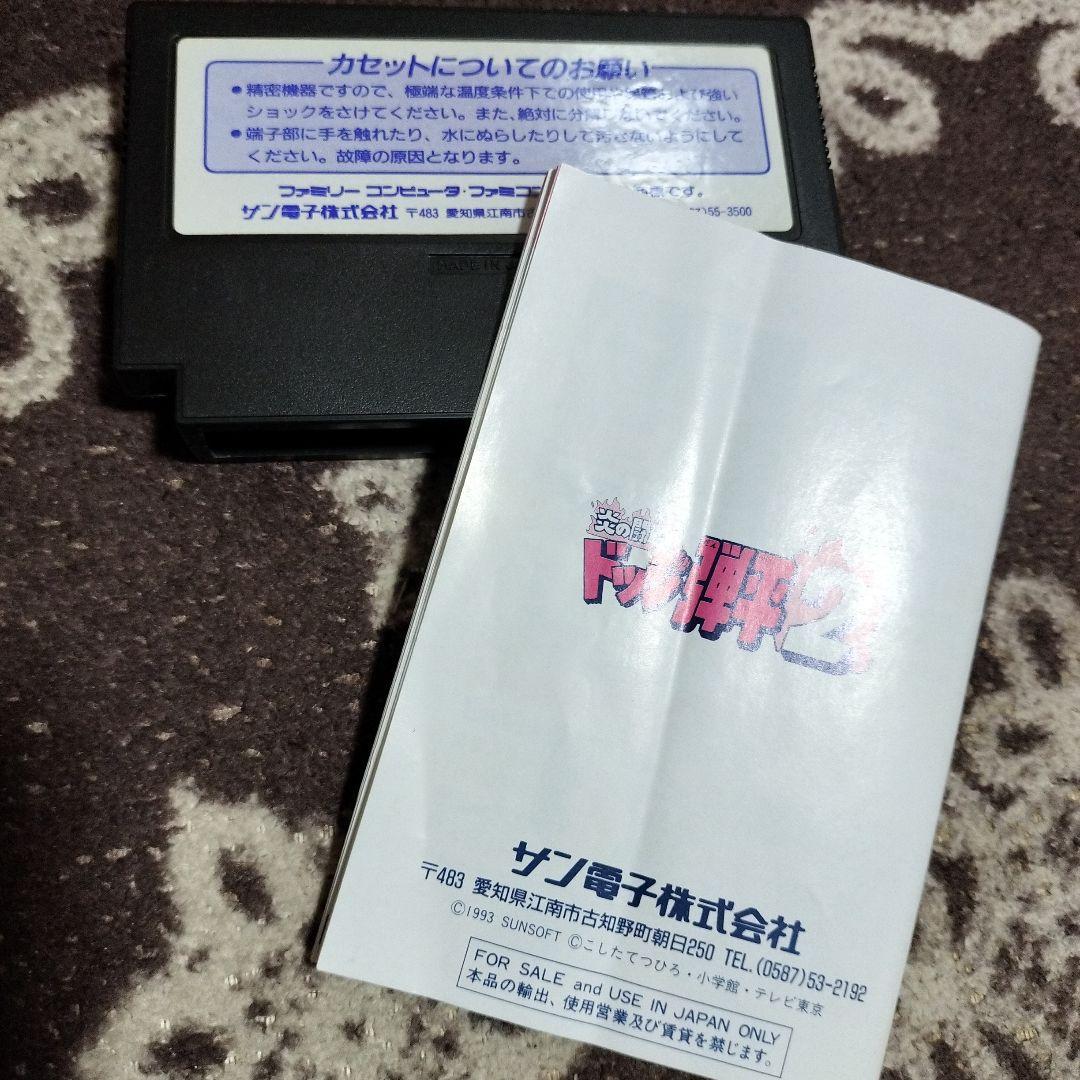 カセットについてのお願い
● 精密機器ですので、極端な温度条件下での使用や保管および強い
ショックをさけてください。また、絶対に分解しないでください。
● 端子部に手を触れたり、水にぬらしたりして汚さないようにして
ください。故障の原因となります。
ファミリー コンピュータ・ファミコン 商標です。
サン電子株式会社 〒483 愛知県江南市古 7)55-3500
MADE IN J
炎の闘
ドッジ弾平2
サン電子株式会社
〒483 愛知県江南市古知野町朝日250 TEL.(0587)53-2192
©1993 SUNSOFT ©こしたてつひろ・小学館・テレビ東京
FOR SALE and USE IN JAPAN ONLY
本品の輸出、使用営業及び賃貸を禁じます。